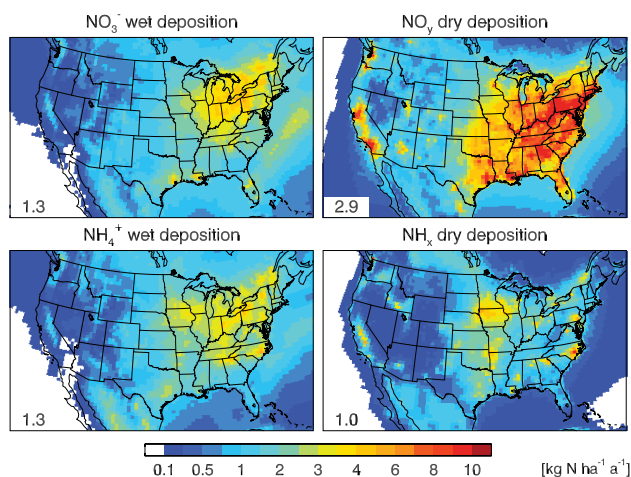 NO₃⁻ wet deposition
NOy dry deposition
1.3
2.9
NH₄⁺ wet deposition
NHₓ dry deposition
1.3
1.0
0.1 0.5 1 2 3 4 6 8 10 [kg N ha⁻¹ a⁻¹]